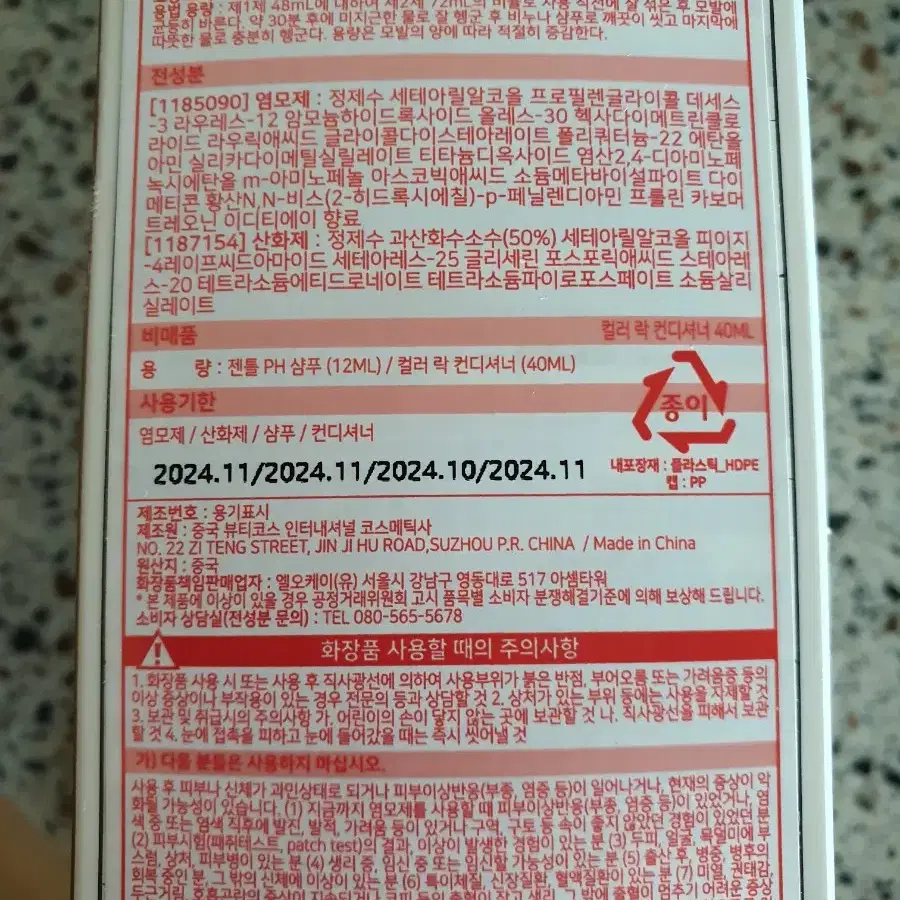 용용방법 : 제1제 48mL에 대하여 제2제 72mL의 비율로 사용 직전에 잘 섞은 후 모발에
균등히 바른다. 약 30분 후에 미지근한 물로 잘 헹군 후 비누나 샴푸로 깨끗이 씻고 마지막에
따뜻한 물로 충분히 헹군다. 용량은 모발의 양에 따라 적절히 증감한다.
전성분
[1185090] 염모제 : 정제수 세테아릴알코올 프로필렌글라이콜 데세스
-3 라우레스-12 암모늄하이드록사이드 올레스-30 헥사다이메트린클로
라이드 라우릭애씨드 글라이콜다이스테아레이트 폴리쿼터늄-22 에탄올
아민 실리카다이메틸실릴레이트 티타늄디옥사이드 염산2,4-디아미노페
녹시에탄올 m-아미노페놀 아스코빅애씨드 소듐메타바이설파이트 다이
메티콘 황산N,N-비스(2-히드록시에칠)-p-페닐렌디아민 프롤린 카보머
트레오닌 이디티에이 향료
[1187154] 산화제 : 정제수 과산화수소수(50%) 세테아릴알코올 피이지
-4레이프씨드아마이드 세테아레스-25 글리세린 포스포릭애씨드 스테아레
스-20 테트라소듐에티드로네이트 테트라소듐파이로포스페이트 소듐살리
실레이트
비매품 컬러 락 컨디셔너 40ML
용 량 : 젠틀 PH 샴푸 (12ML) / 컬러 락 컨디셔너 (40ML)
사용기한
종이
염모제 / 산화제 / 샴푸 / 컨디셔너
2024.11/2024.11/2024.10/2024.11
내포장재 : 플라스틱_HDPE
캡 : PP
제조번호 : 용기표시
제조원 : 중국 뷰티코스 인터내셔널 코스메틱사
NO. 22 ZI TENG STREET, JIN JI HU ROAD,SUZHOU P.R. CHINA / Made in China
원산지 : 중국
화장품책임판매업자 : 엘오케이(유) 서울시 강남구 영동대로 517 아셈타워
* 본 제품에 이상이 있을 경우 공정거래위원회 고시 품목별 소비자 분쟁해결기준에 의해 보상해 드립니다.
소비자 상담실(전성분 문의) : TEL 080-565-5678
화장품 사용할 때의 주의사항
1. 화장품 사용 시 또는 사용 후 직사광선에 의하여 사용부위가 붉은 반점, 부어오름 또는 가려움증 등의
이상 증상이나 부작용이 있는 경우 전문의 등과 상담할 것 2. 상처가 있는 부위 등에는 사용을 자제할 것
3. 보관 및 취급시의 주의사항 가. 어린이의 손이 닿지 않는 곳에 보관할 것 나. 직사광선을 피해서 보관
할 것 4. 눈에 접촉을 피하고 눈에 들어갔을 때는 즉시 씻어낼 것
가) 다음 분들은 사용하지 마십시오.
사용 후 피부나 신체가 과민상태로 되거나 피부이상반응(부종, 염증 등)이 일어나거나, 현재의 증상이 악
화될 가능성이 있습니다. (1) 지금까지 염모제를 사용할 때 피부이상반응(부종, 염증 등)이 있었거나, 염
색 중 또는 염색 직후에 발진, 발적, 가려움 등이 있거나 구역, 구토 등 속이 좋지 않았던 경험이 있었던 분
(2) 피부시험(패취테스트, patch test)의 결과, 이상이 발생한 경험이 있는 분 (3) 두피, 얼굴, 목덜미에 부
스럼, 상처, 피부병이 있는 분 (4) 생리 중, 임신 중 또는 임신할 가능성이 있는 분 (5) 출산 후, 병중, 병후의
회복 중인 분, 그 밖의 신체에 이상이 있는 분 (6) 특이체질, 신장질환, 혈액질환이 있는 분 (7) 미열, 권태감,
두근거림, 호흡곤란의 증상이 지속되거나 코피 등의 출혈이 잦고 생리, 그 밖에 출혈이 멈추기 어려운 증상